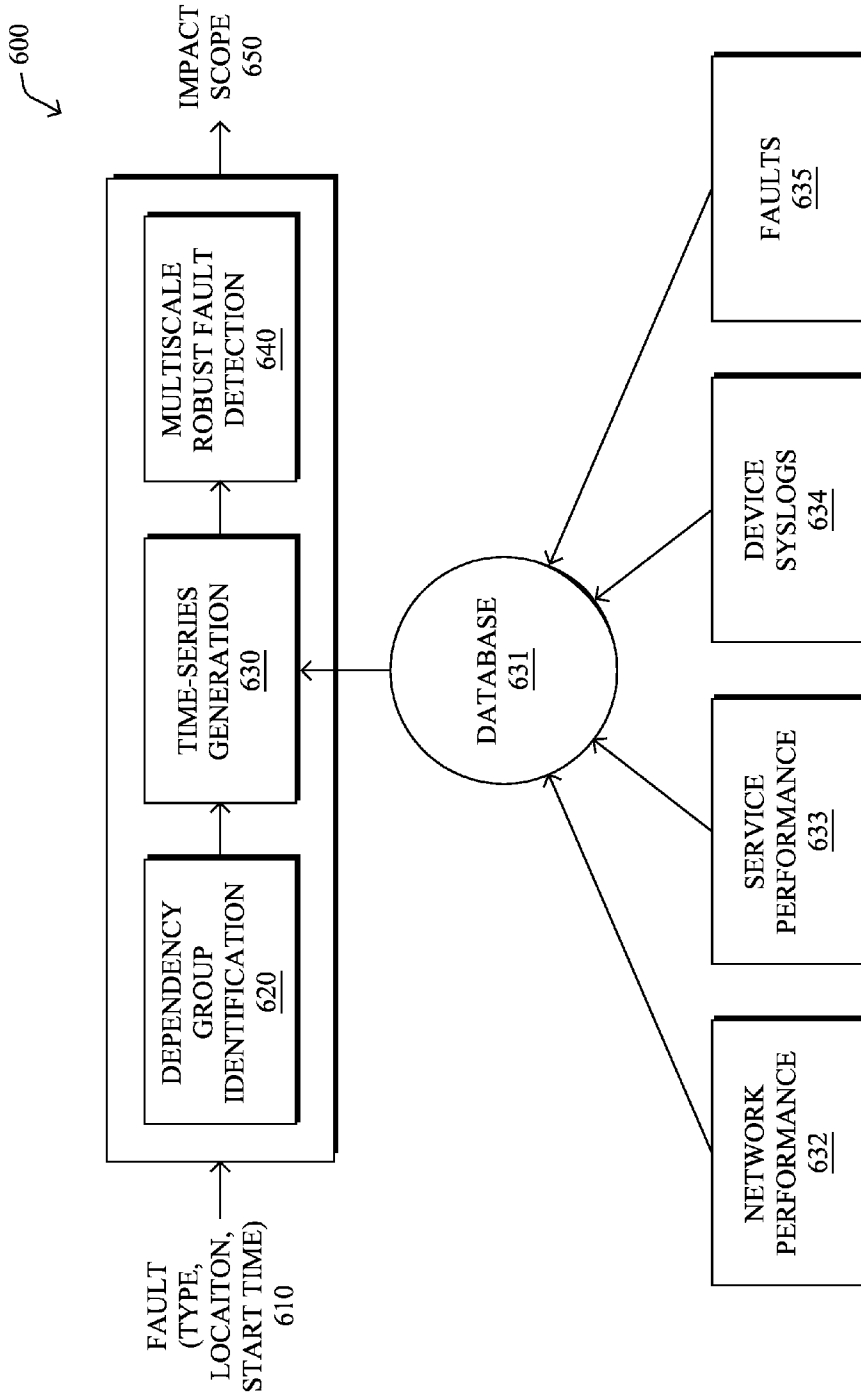 600
FAULT
(TYPE,
LOCAITON,
START TIME)
610
DEPENDENCY
GROUP
IDENTIFICATION
620
TIME-SERIES
GENERATION
630
MULTISCALE
ROBUST FAULT
DETECTION
640
IMPACT
SCOPE
650
DATABASE
631
NETWORK
PERFORMANCE
632
SERVICE
PERFORMANCE
633
DEVICE
SYSLOGS
634
FAULTS
635